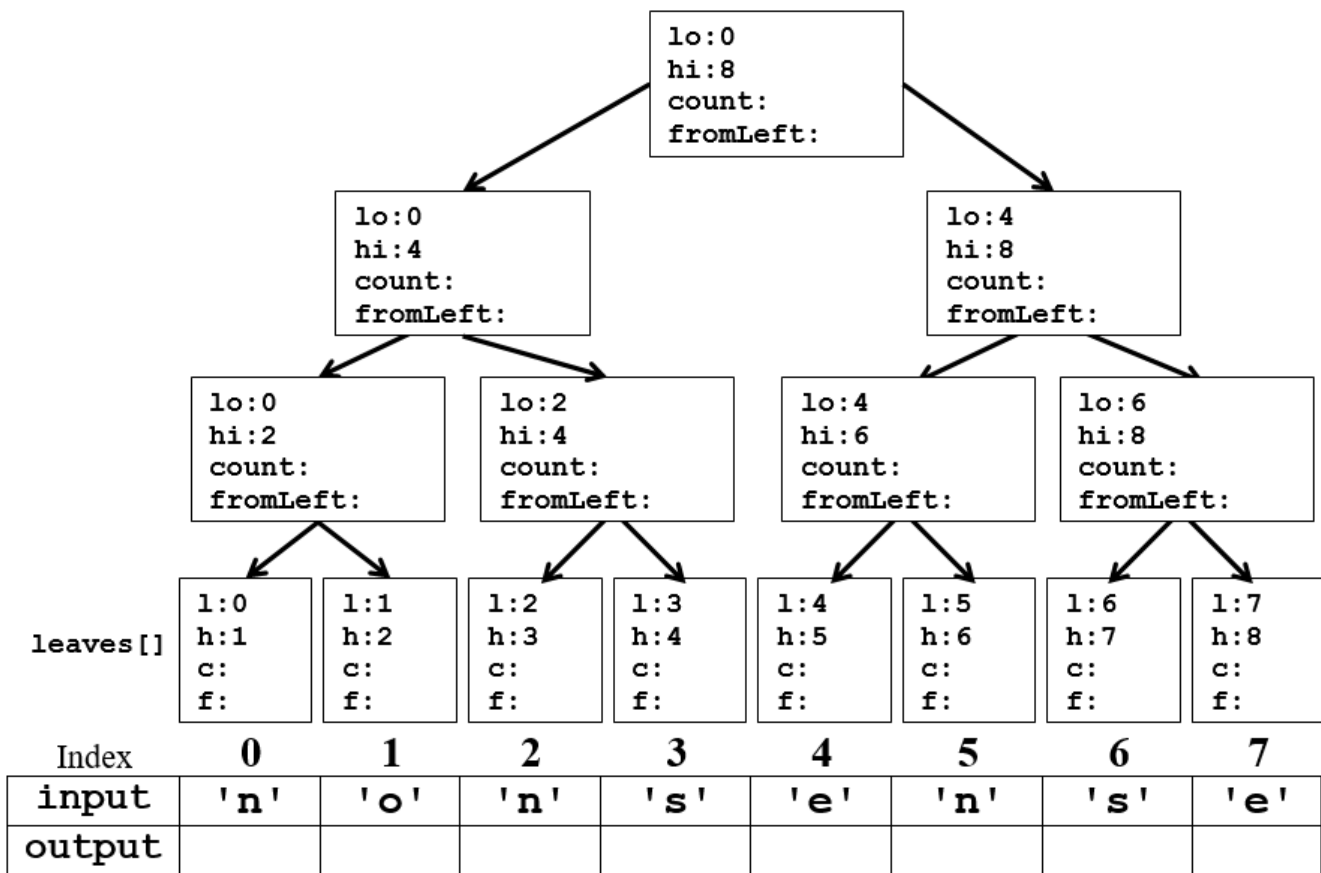 lo:0
hi:8
count:
fromLeft:
lo:0
hi:4
count:
fromLeft:
lo:4
hi:8
count:
fromLeft:
lo:0
hi:2
count:
fromLeft:
lo:2
hi:4
count:
fromLeft:
lo:4
hi:6
count:
fromLeft:
lo:6
hi:8
count:
fromLeft:
leaves[]
l:0
h:1
c:
f:
l:1
h:2
c:
f:
l:2
h:3
c:
f:
l:3
h:4
c:
f:
l:4
h:5
c:
f:
l:5
h:6
c:
f:
l:6
h:7
c:
f:
l:7
h:8
c:
f:
Index 0 1 2 3 4 5 6 7
input 'n' 'o' 'n' 's' 'e' 'n' 's' 'e'
output